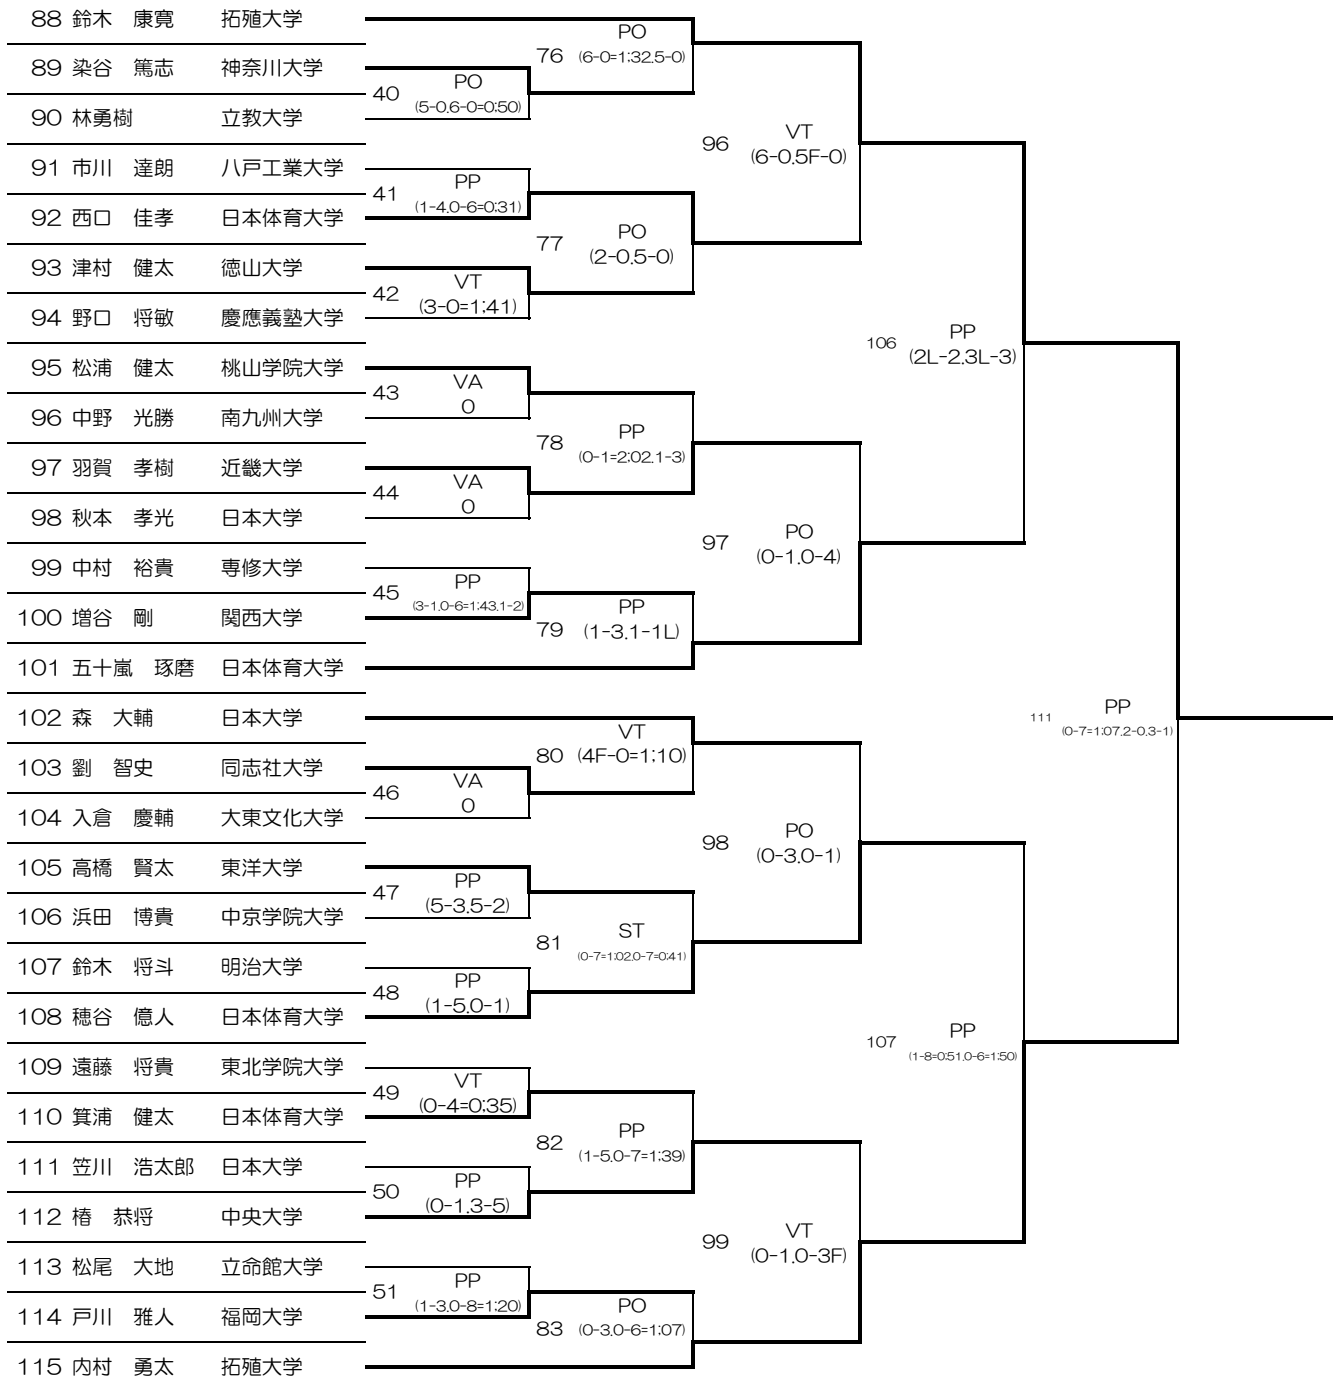 88 鈴木 康寛 拓殖大学
PO
76 (6-0=1:32.5-0)
89 染谷 篤志 神奈川大学
PO
40 (5-0.6-0=0:50)
90 林勇樹 立教大学
VT
96 (6-0.5F-0)
91 市川 達朗 八戸工業大学
PP
41 (1-4.0-6=0:31)
92 西口 佳孝 日本体育大学
PO
77 (2-0.5-0)
93 津村 健太 徳山大学
VT
42 (3-0=1:41)
94 野口 将敏 慶應義塾大学
PP
106 (2L-2.3L-3)
95 松浦 健太 桃山学院大学
VA
43 0
96 中野 光勝 南九州大学
PP
78 (0-1=2:02.1-3)
97 羽賀 孝樹 近畿大学
VA
44 0
98 秋本 孝光 日本大学
PO
97 (0-1.0-4)
99 中村 裕貴 専修大学
PP
45 (3-1.0-6=1:43.1-2)
100 増谷 剛 関西大学
PP
79 (1-3.1-1L)
101 五十嵐 琢磨 日本体育大学
102 森 大輔 日本大学
PP
111 (0-7=1:07.2-0.3-1)
VT
80 (4F-0=1:10)
103 劉 智史 同志社大学
VA
46 0
104 入倉 慶輔 大東文化大学
PO
98 (0-3.0-1)
105 高橋 賢太 東洋大学
PP
47 (5-3.5-2)
106 浜田 博貴 中京学院大学
ST
81 (0-7=1:02.0-7=0:41)
107 鈴木 将斗 明治大学
PP
48 (1-5.0-1)
108 穂谷 億人 日本体育大学
PP
107 (1-8=0:51.0-6=1:50)
109 遠藤 将貴 東北学院大学
VT
49 (0-4=0:35)
110 箕浦 健太 日本体育大学
PP
82 (1-5.0-7=1:39)
111 笠川 浩太郎 日本大学
PP
50 (0-1.3-5)
112 椿 恭将 中央大学
VT
99 (0-1.0-3F)
113 松尾 大地 立命館大学
PP
51 (1-3.0-8=1:20)
114 戸川 雅人 福岡大学
PO
83 (0-3.0-6=1:07)
115 内村 勇太 拓殖大学